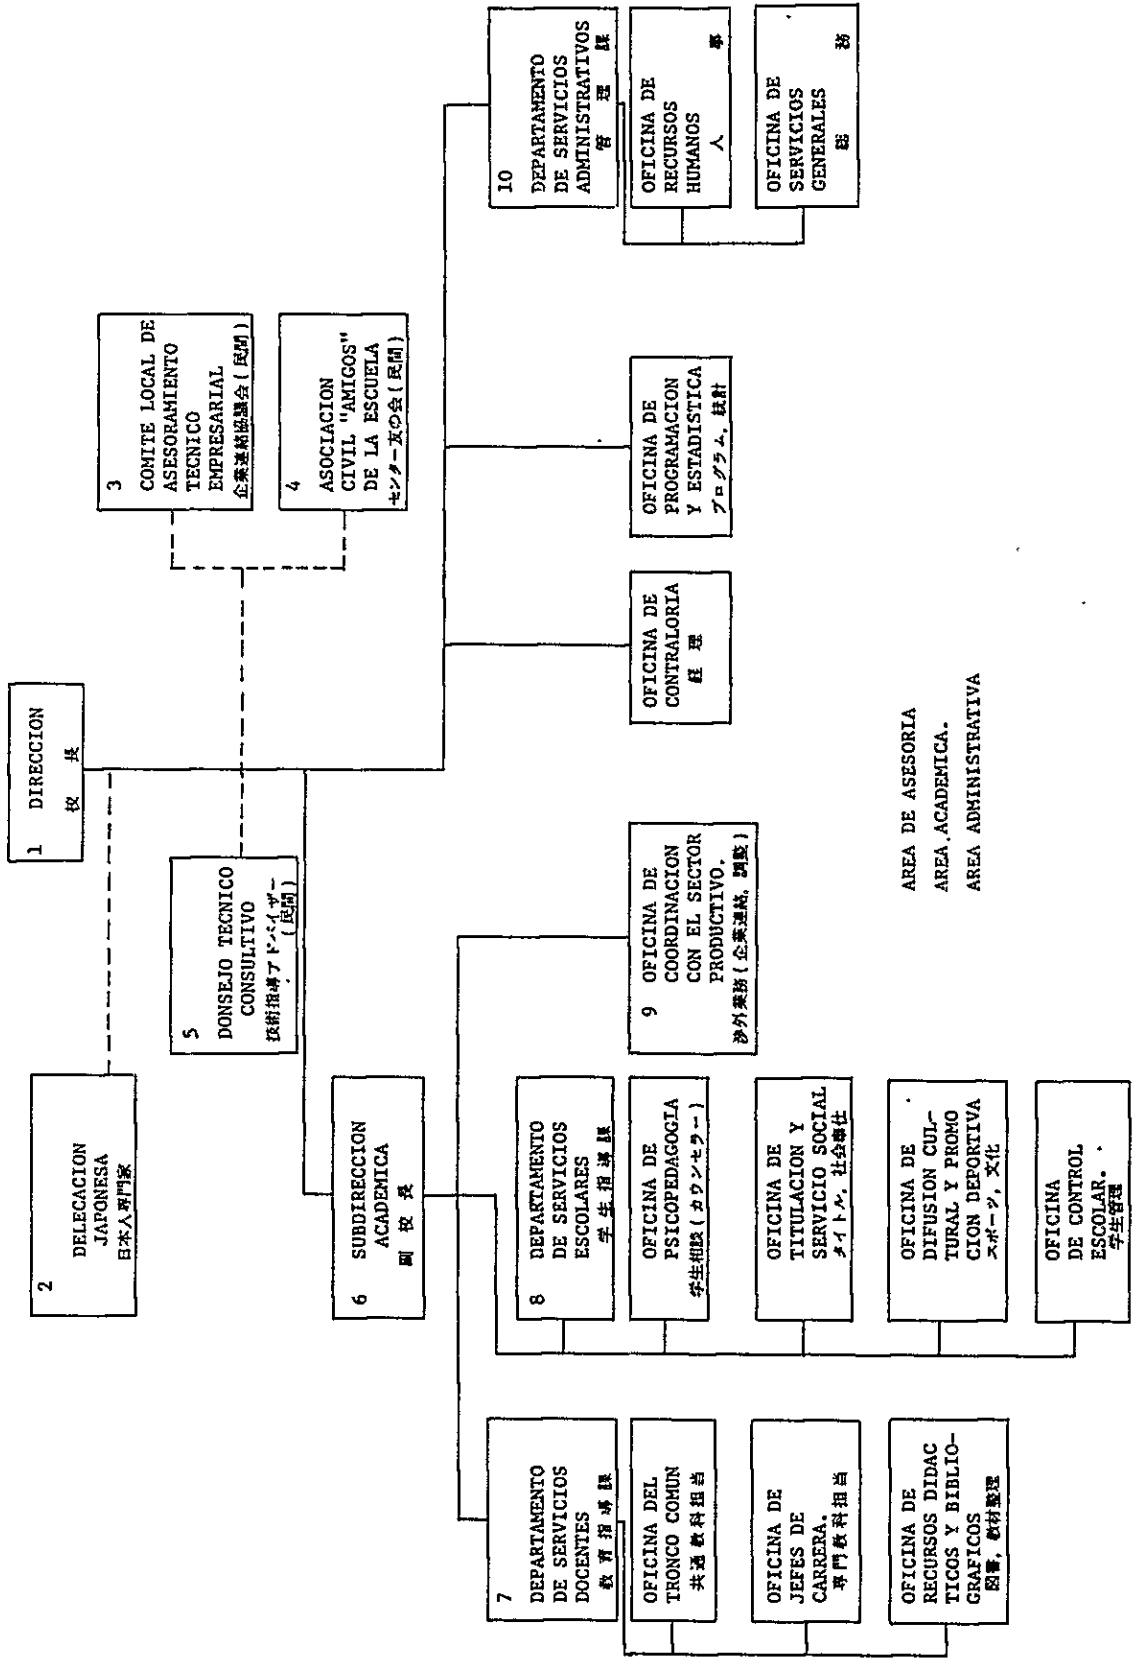 1 DIRECCION
校 長
2
DELECACION
JAPONESA
日本人専門家
3
COMITE LOCAL DE
ASESORAMIENTO
TECNICO
EMPRESARIAL
企業連絡協議会(民間)
4
ASOCIACION
CIVIL "AMIGOS"
DE LA ESCUELA
センター友の会(民間)
5
DONSEJO TECNICO
CONSULTIVO
技術指導アドバイザー
(民間)
6
SUBDIRECCION
ACADEMICA
副 校 長
7
DEPARTAMENTO
DE SERVICIOS
DOCENTES
教 育 指 導 課
OFICINA DEL
TRONCO COMUN
共通教科担当
OFICINA DE
JEFES DE
CARRERA.
専門教科担当
OFICINA DE
RECURSOS DIDAC
TICOS Y BIBLIO-
GRAFICOS
図書,教材整理
8
DEPARTAMENTO
DE SERVICIOS
ESCOLARES
学 生 指 導 課
OFICINA DE
PSICOPEDAGOGIA
学生相談(カウンセラー)
OFICINA DE
TITULACION Y
SERVICIO SOCIAL
タイトル,社会奉仕
OFICINA DE
DIFUSION CUL-
TURAL Y PROMO
CION DEPORTIVA
スポージ,文化
OFICINA
DE CONTROL
ESCOLAR.
学生管理
9
OFICINA DE
COORDINACION
CON EL SECTOR
PRODUCTIVO.
渉外業務(企業連絡,調整)
OFICINA DE
CONTRALORIA
経 理
OFICINA DE
PROGRAMACION
Y ESTADISTICA
プログラム,統計
10
DEPARTAMENTO
DE SERVICIOS
ADMINISTRATIVOS
管 理 課
OFICINA DE
RECURSOS
HUMANOS
人 事
OFICINA DE
SERVICIOS
GENERALES
総 務
AREA DE ASESORIA
AREA.ACADEMICA.
AREA ADMINISTRATIVA